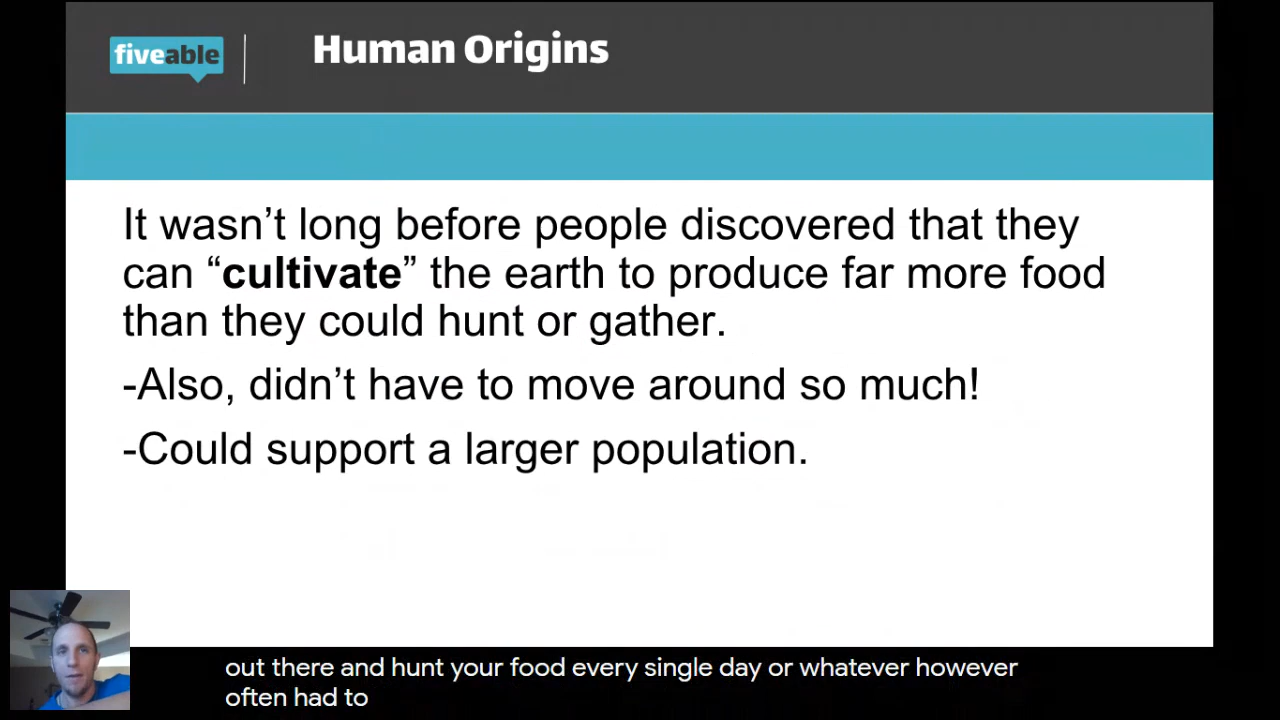 fiveable
Human Origins
It wasn’t long before people discovered that they
can “cultivate” the earth to produce far more food
than they could hunt or gather.
-Also, didn’t have to move around so much!
-Could support a larger population.
out there and hunt your food every single day or whatever however
often had to